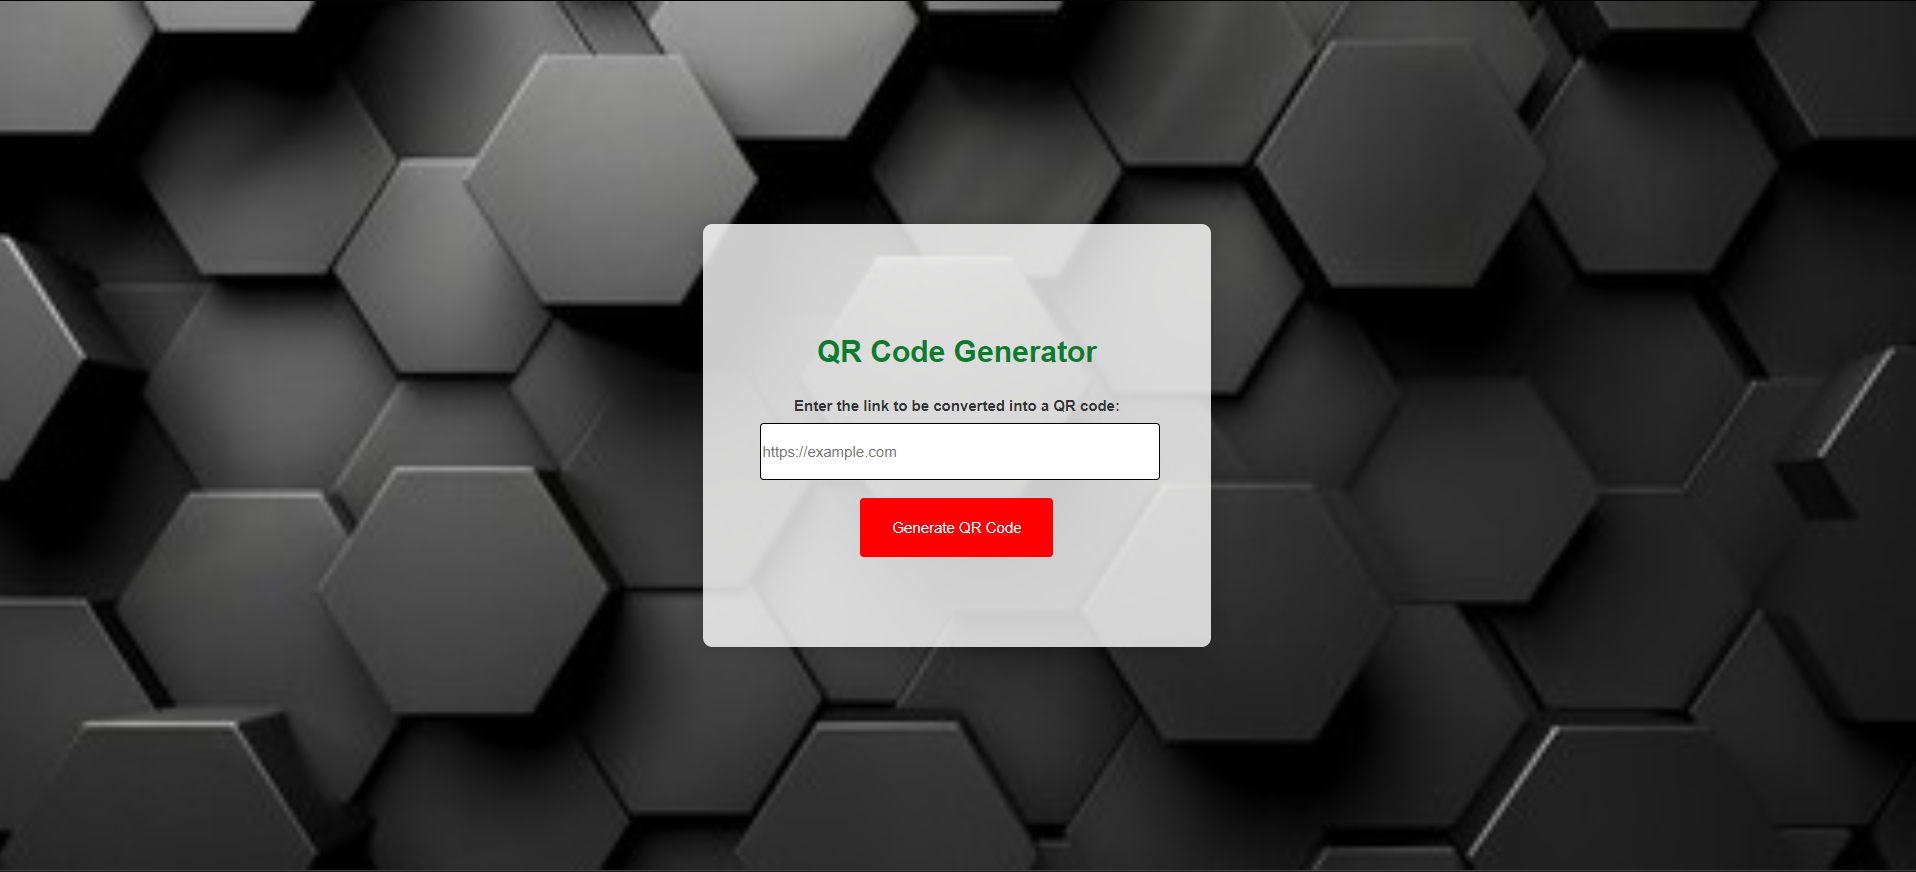 QR Code Generator
Enter the link to be converted into a QR code:
https://example.com
Generate QR Code